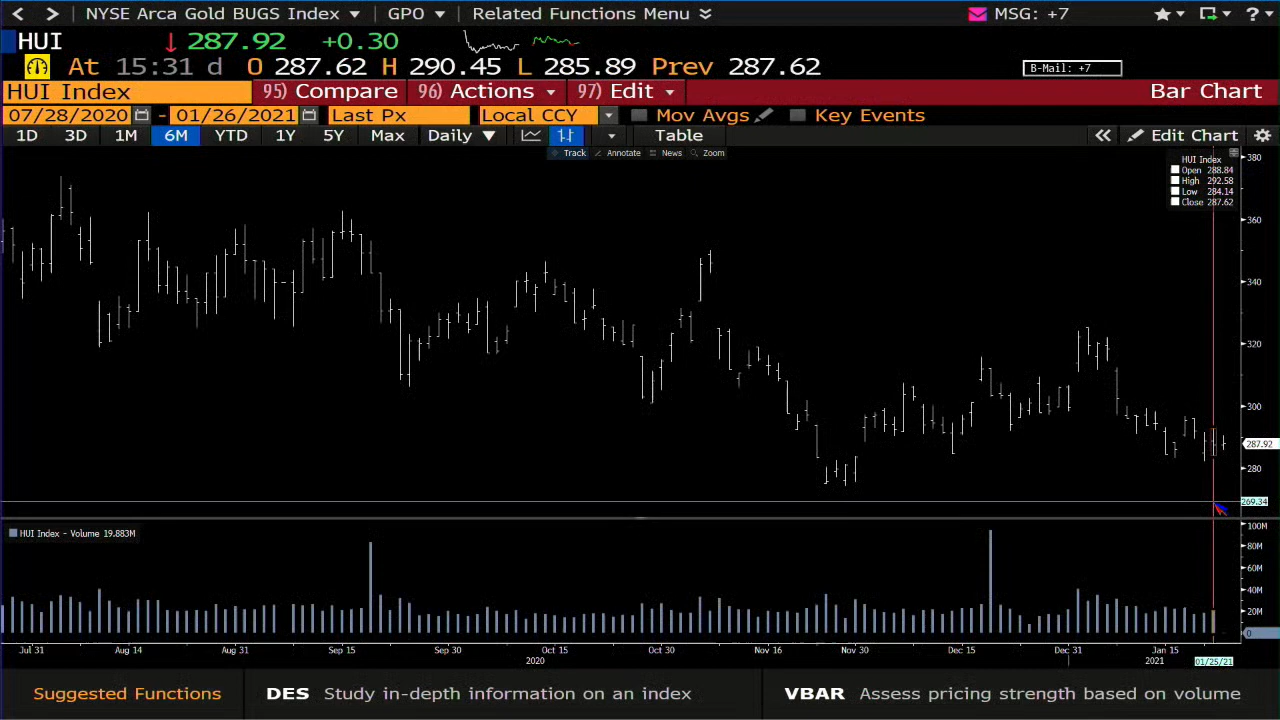 NYSE Arca Gold BUGS Index GPO Related Functions Menu MSG: +7 ?
HUI 287.92 +0.30
At 15:31 d O 287.62 H 290.45 L 285.89 Prev 287.62 B-Mail: +7
HUI Index 95) Compare 96) Actions 97) Edit Bar Chart
07/28/2020 - 01/26/2021 Last Px Local CCY Mov Avgs Key Events
1D 3D 1M 6M YTD 1Y 5Y Max Daily Table Edit Chart
Track Annotate News Zoom
HUI Index
Open 288.84
High 292.58
Low 284.14
Close 287.62
380
360
340
320
300
287.92
280
269.34
HUI Index - Volume 19.883M
100M
80M
60M
40M
20M
0
Jul 31 Aug 14 Aug 31 Sep 15 Sep 30 Oct 15 Oct 30 Nov 16 Nov 30 Dec 15 Dec 31 Jan 15
2020 2021 01/25/21
Suggested Functions DES Study in-depth information on an index VBAR Assess pricing strength based on volume